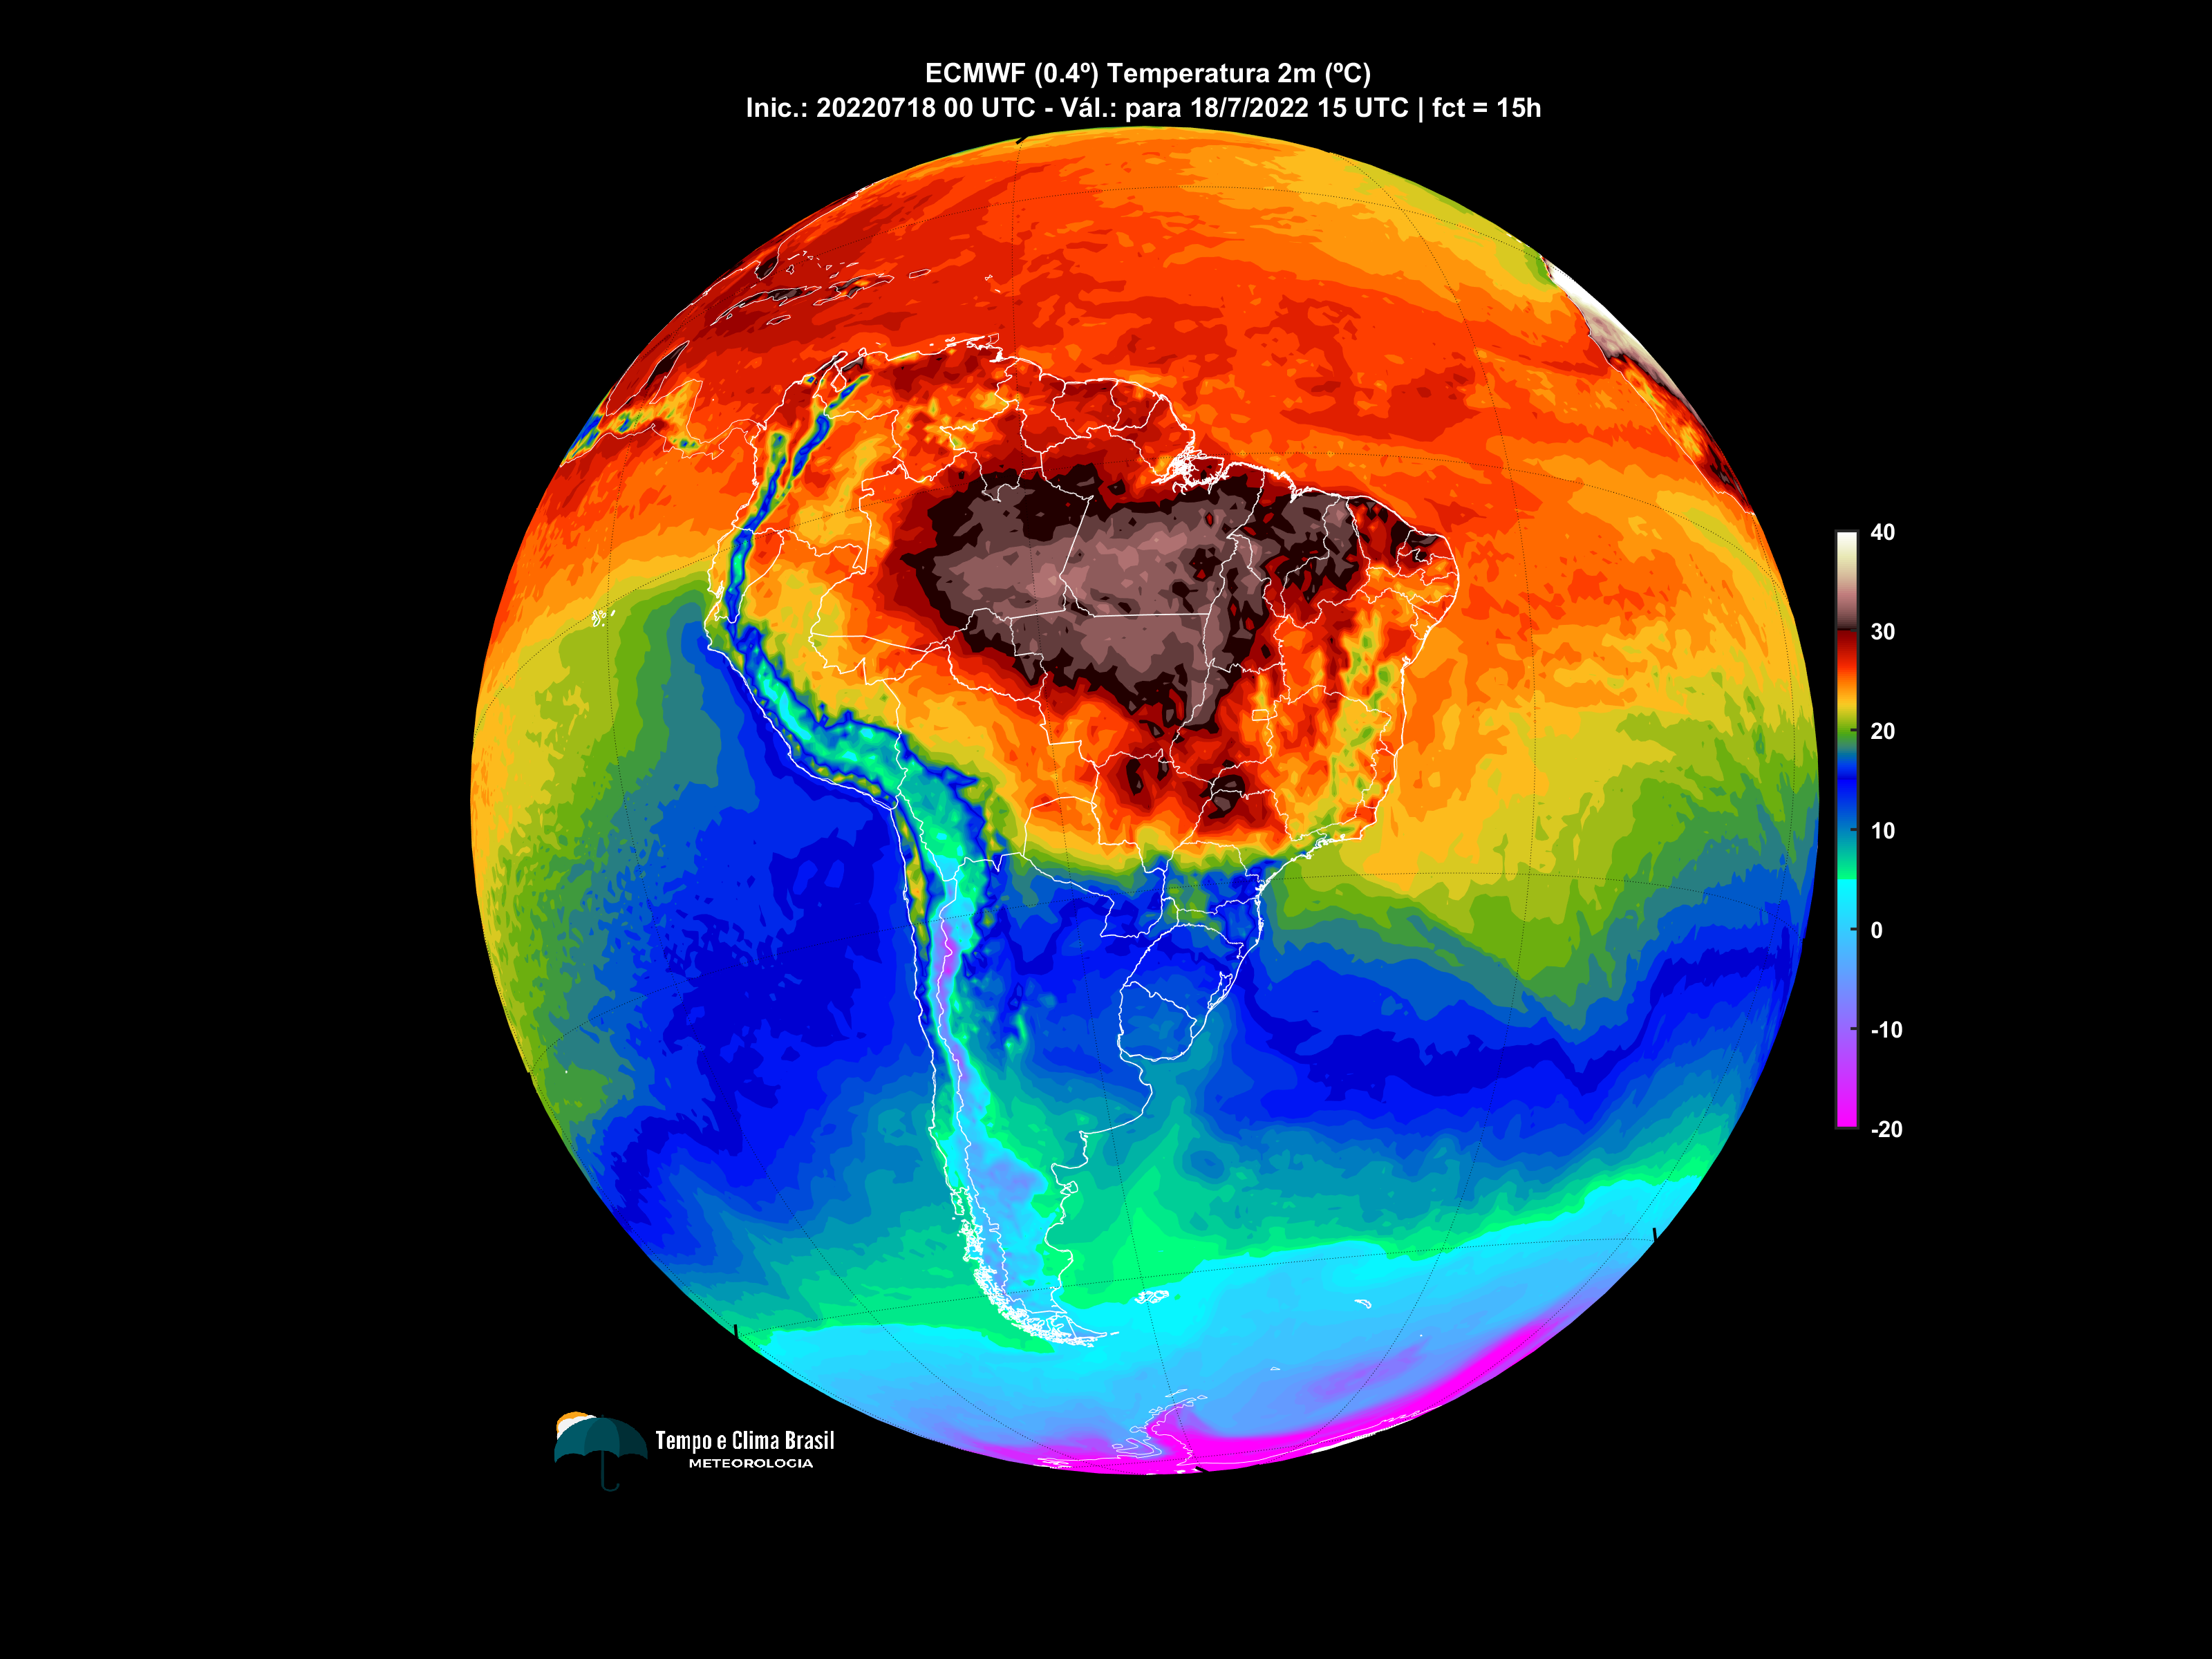 ECMWF (0.4º) Temperatura 2m (ºC)
Inic.: 20220718 00 UTC - Vál.: para 18/7/2022 15 UTC | fct = 15h
40
30
20
10
0
-10
-20
Tempo e Clima Brasil
METEOROLOGIA